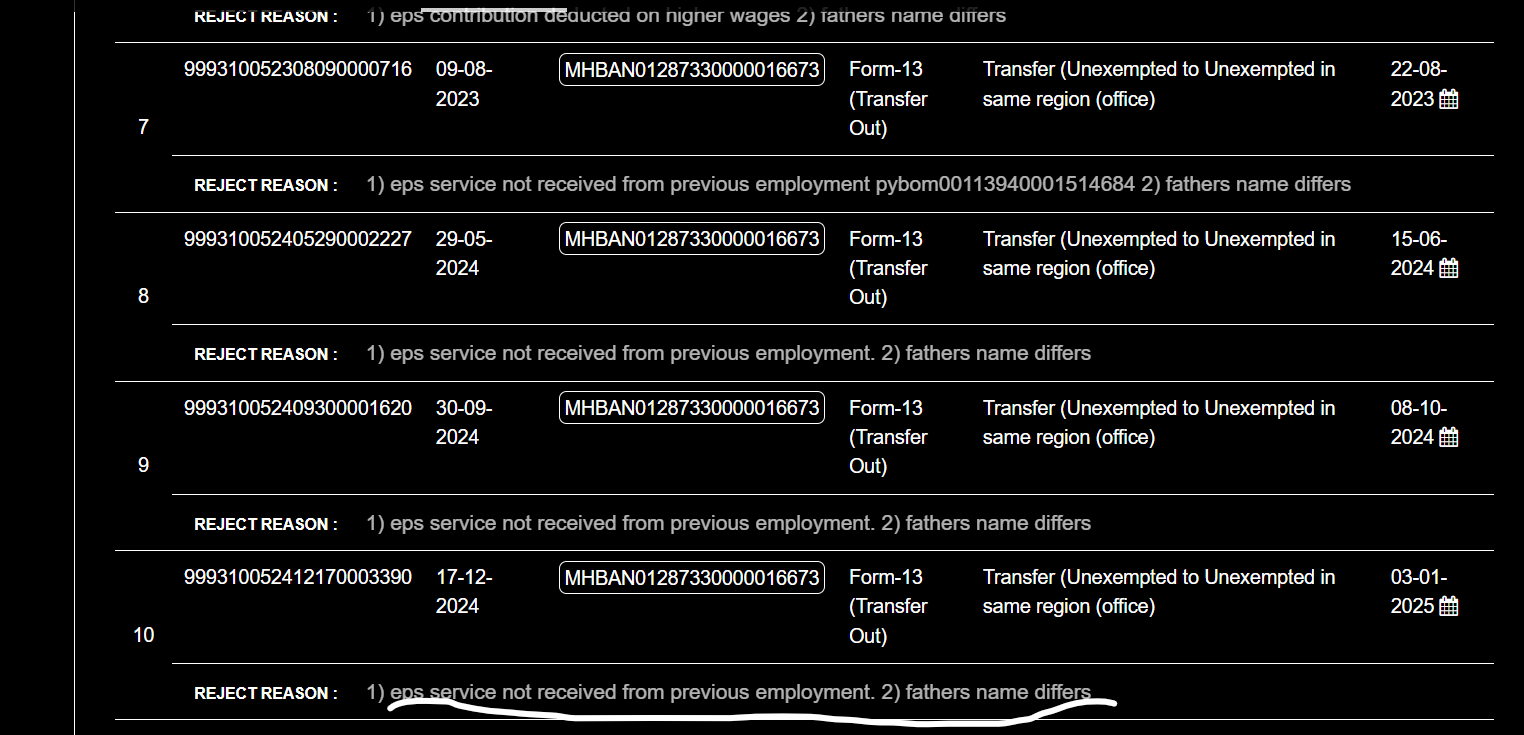 REJECT REASON : 1) eps contribution deducted on higher wages 2) fathers name differs
999310052308090000716 09-08- MHBAN01287330000016673 Form-13 Transfer (Unexempted to Unexempted in 22-08-
2023 (Transfer same region (office) 2023
7 Out)
REJECT REASON : 1) eps service not received from previous employment pybom00113940001514684 2) fathers name differs
999310052405290002227 29-05- MHBAN01287330000016673 Form-13 Transfer (Unexempted to Unexempted in 15-06-
2024 (Transfer same region (office) 2024
8 Out)
REJECT REASON : 1) eps service not received from previous employment. 2) fathers name differs
999310052409300001620 30-09- MHBAN01287330000016673 Form-13 Transfer (Unexempted to Unexempted in 08-10-
2024 (Transfer same region (office) 2024
9 Out)
REJECT REASON : 1) eps service not received from previous employment. 2) fathers name differs
999310052412170003390 17-12- MHBAN01287330000016673 Form-13 Transfer (Unexempted to Unexempted in 03-01-
2024 (Transfer same region (office) 2025
10 Out)
REJECT REASON : 1) eps service not received from previous employment. 2) fathers name differs